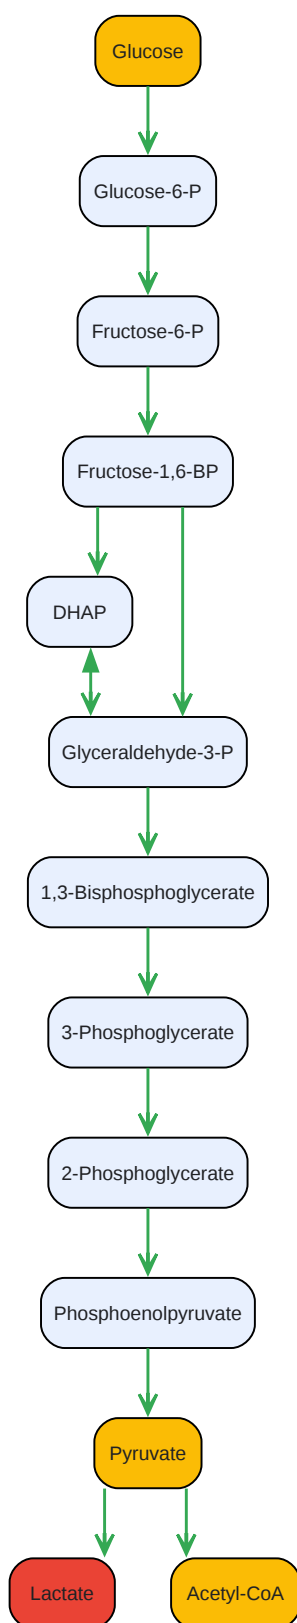 Glucose
Glucose-6-P
Fructose-6-P
Fructose-1,6-BP
DHAP
Glyceraldehyde-3-P
1,3-Bisphosphoglycerate
3-Phosphoglycerate
2-Phosphoglycerate
Phosphoenolpyruvate
Pyruvate
Lactate
Acetyl-CoA